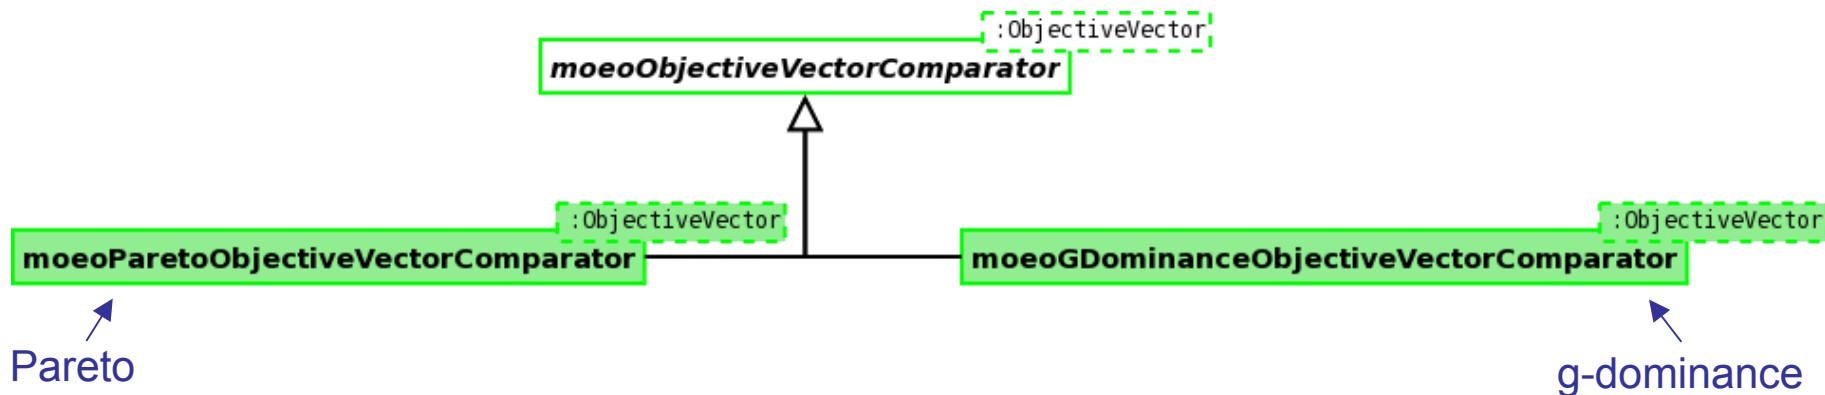 :ObjectiveVector
moeoObjectiveVectorComparator
:ObjectiveVector
moeoParetoObjectiveVectorComparator
:ObjectiveVector
moeoGDominanceObjectiveVectorComparator
Pareto
g-dominance